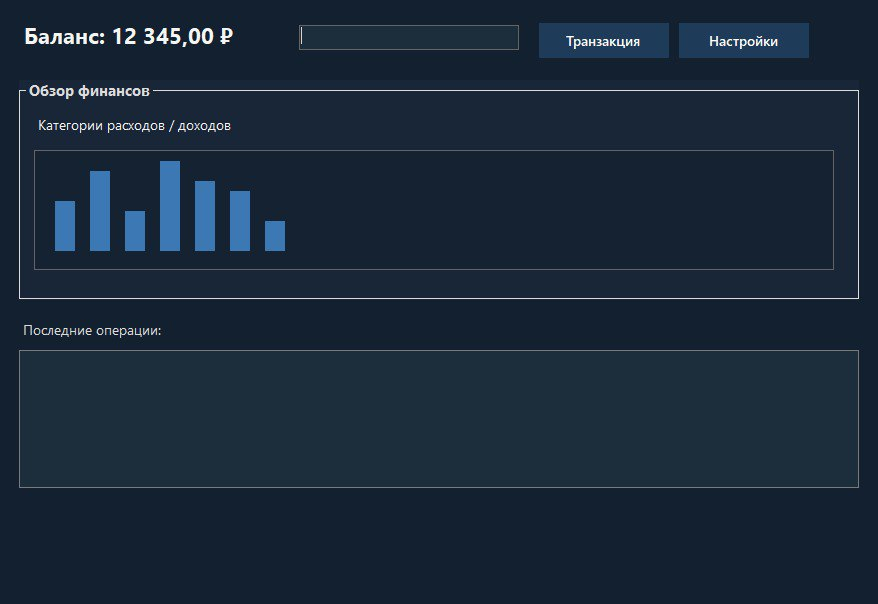 Баланс: 12 345,00 ₽
Транзакция
Настройки
Обзор финансов
Категории расходов / доходов
Последние операции: